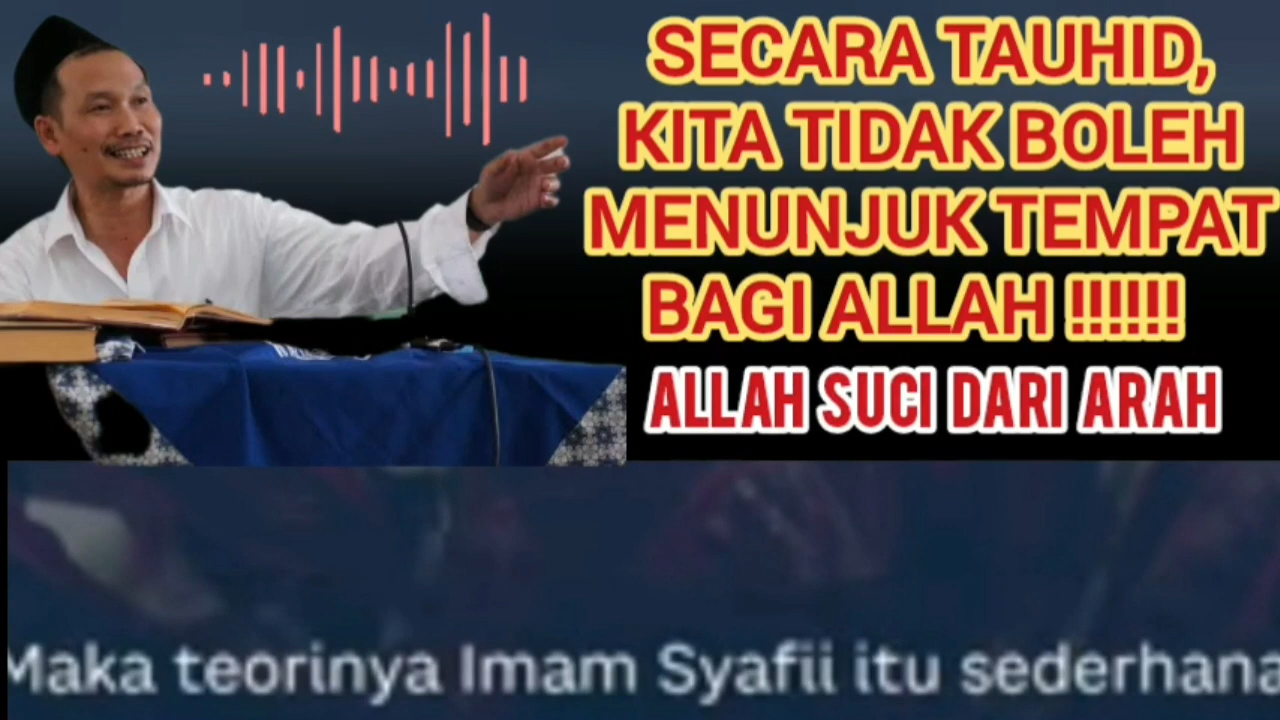 SECARA TAUHID,
KITA TIDAK BOLEH
MENUNJUK TEMPAT
BAGI ALLAH !!!!!!
ALLAH SUCI DARI ARAH
Maka teorinya Imam Syafii itu sederhana